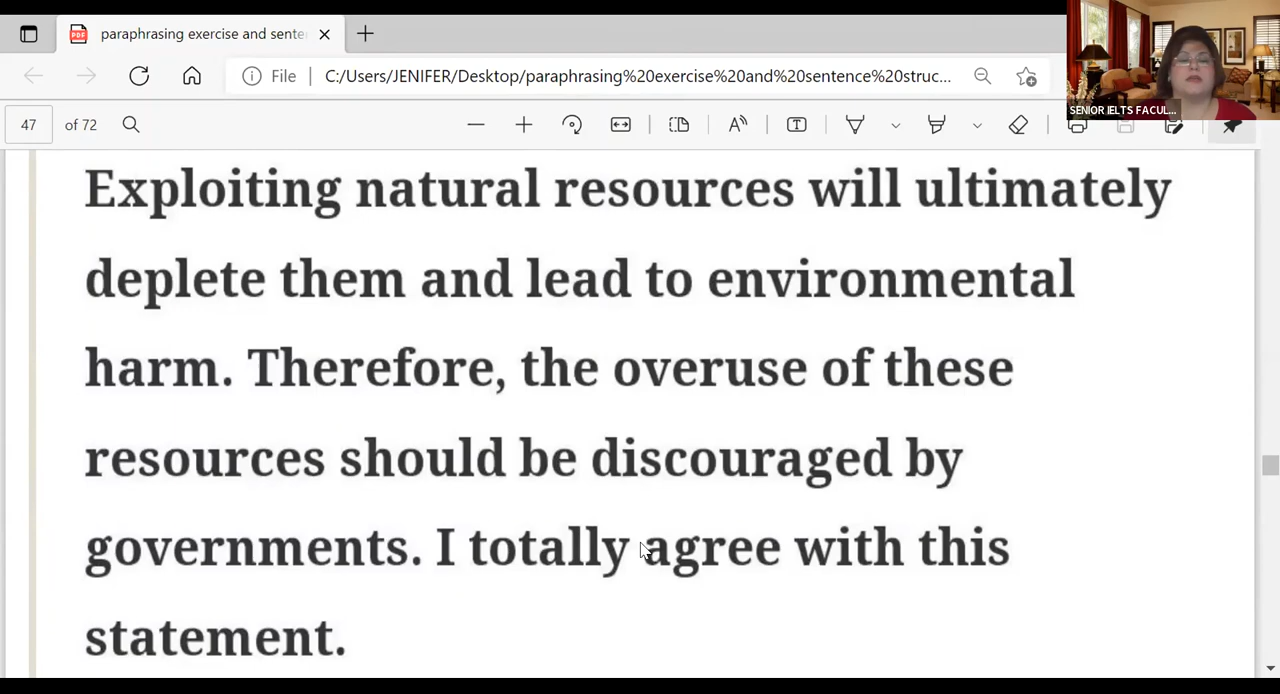 paraphrasing exercise and sente
File
C:/Users/JENIFER/Desktop/paraphrasing%20exercise%20and%20sentence%20struc...
SENIOR IELTS FACUL...
47 of 72
Exploiting natural resources will ultimately
deplete them and lead to environmental
harm. Therefore, the overuse of these
resources should be discouraged by
governments. I totally agree with this
statement.